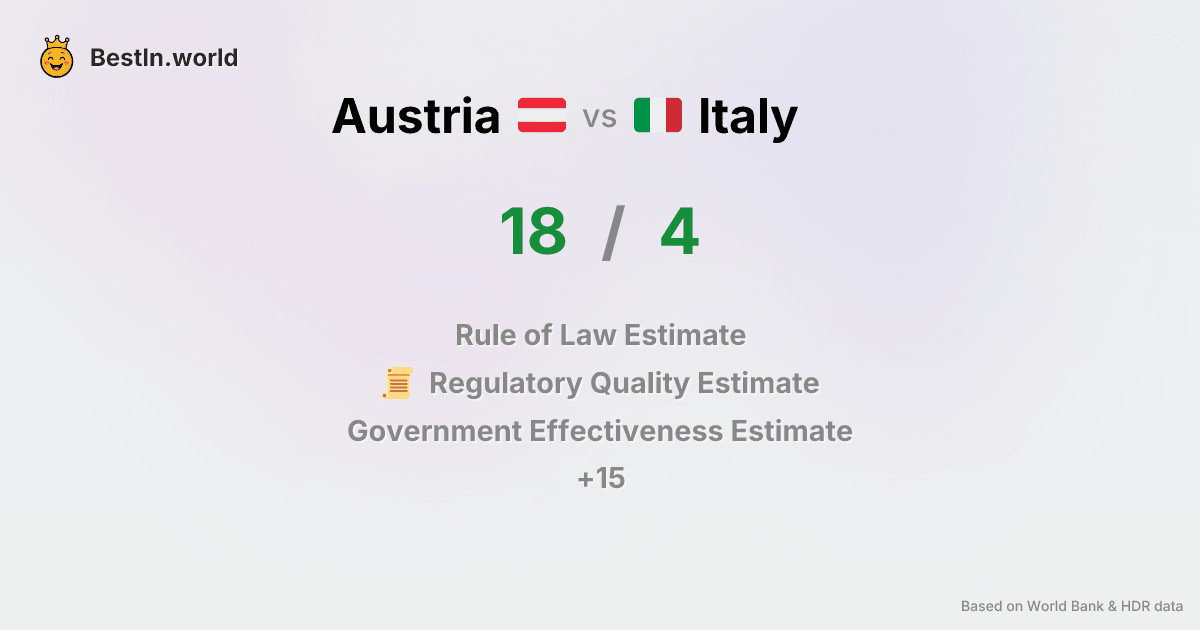 BestIn.world
Austria vs Italy
18 / 4
Rule of Law Estimate
Regulatory Quality Estimate
Government Effectiveness Estimate
+15
Based on World Bank & HDR data